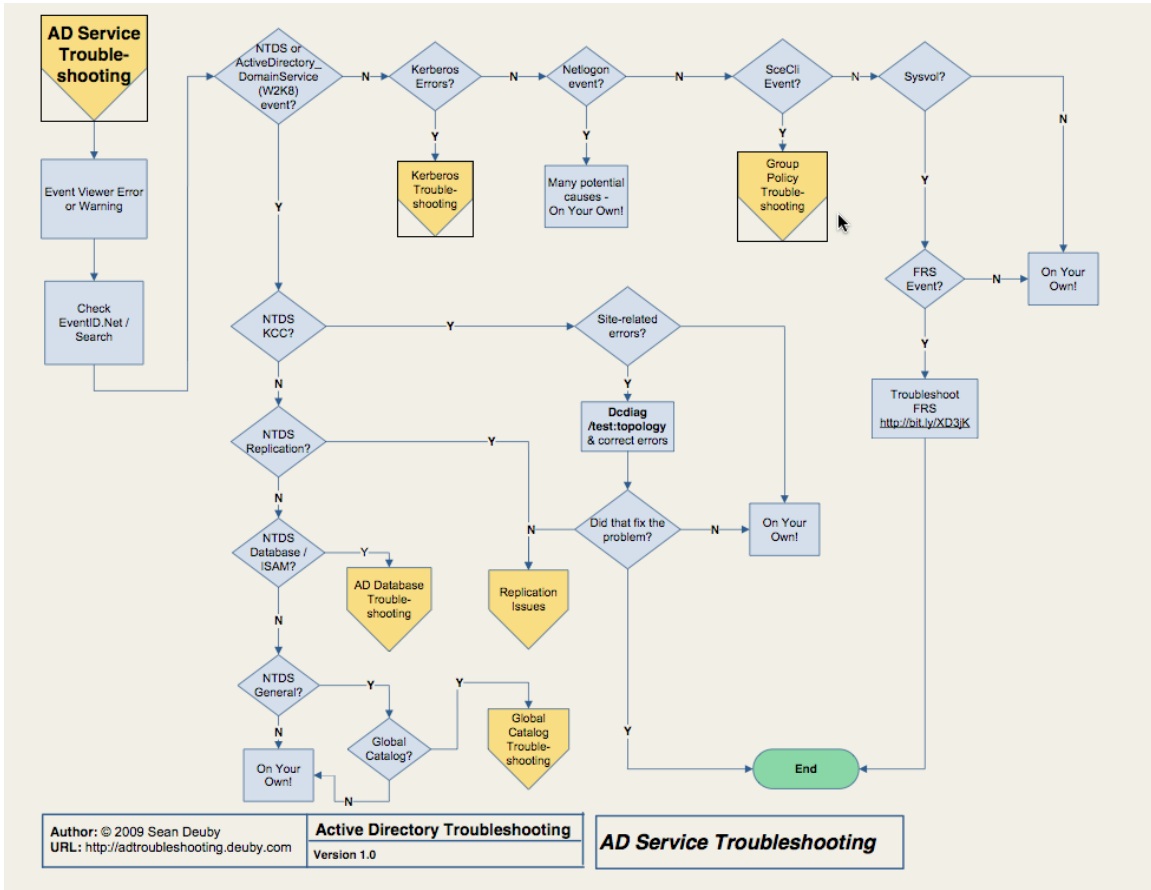 AD Service
Trouble-
shooting
Event Viewer Error
or Warning
Check
EventID.Net /
Search
NTDS or
ActiveDirectory_
DomainService
(W2K8)
event?
N
Kerberos
Errors?
N
Netlogon
event?
N
SceCli
Event?
N
Sysvol?
N
Y
Kerberos
Trouble-
shooting
Y
Many potential
causes -
On Your Own!
Y
Group
Policy
Trouble-
shooting
Y
Y
FRS
Event?
N
On Your
Own!
Y
Troubleshoot
FRS
http://bit.ly/XD3jK
NTDS
KCC?
Y
Site-related
errors?
Y
Dcdiag
/test:topology
& correct errors
N
NTDS
Replication?
Y
Did that fix the
problem?
N
On Your
Own!
N
Replication
Issues
N
NTDS
Database /
ISAM?
Y
AD Database
Trouble-
shooting
N
NTDS
General?
Y
Global
Catalog?
Y
Global
Catalog
Trouble-
shooting
N
On Your
Own!
N
Y
End
Author: © 2009 Sean Deuby
URL: http://adtroubleshooting.deuby.com
Active Directory Troubleshooting
Version 1.0
AD Service Troubleshooting